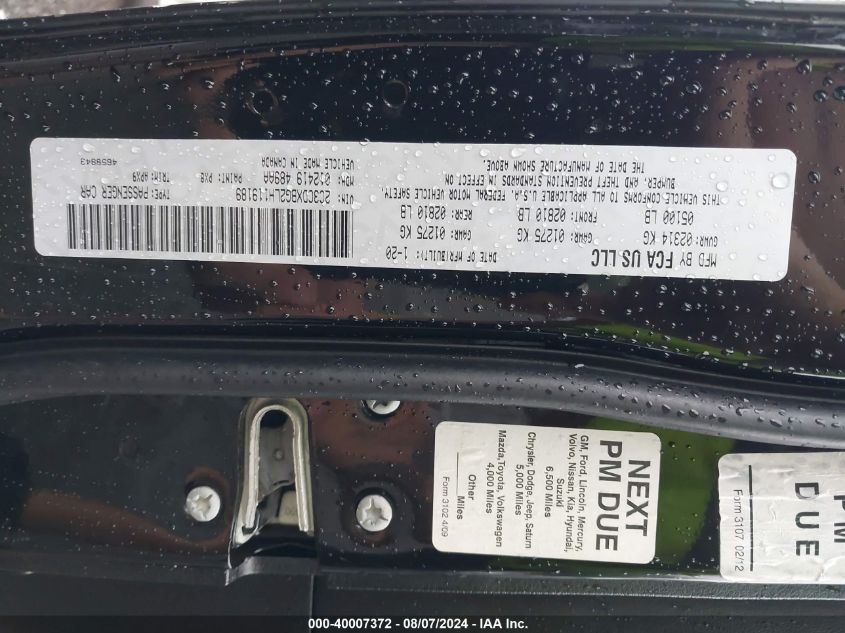 MFD BY FCA US LLC
DATE OF MFR: 1-20
GVWR: 02314 KG
05100 LB
GAWR: 01275 KG
FRONT: 02810 LB
GAWR: 01275 KG
REAR: 02810 LB
THIS VEHICLE CONFORMS TO ALL APPLICABLE U.S.A. FEDERAL MOTOR VEHICLE SAFETY,
BUMPER, AND THEFT PREVENTION STANDARDS IN EFFECT ON
THE DATE OF MANUFACTURE SHOWN ABOVE.
VIN: 2C3CDXBG2LH119189
TYPE: PASSENGER CAR
MDH: 012419 489AA
PAINT: PX8
TRIM: APX9
VEHICLE MADE IN CANADA
4658843
NEXT
PM DUE
GM, Ford, Lincoln, Mercury,
Volvo, Nissan, Kia, Hyundai,
Suzuki
6,500 Miles
Chrysler, Dodge, Jeep, Saturn
5,000 Miles
Mazda, Toyota, Volkswagen
4,000 Miles
Other
Miles
Form 3102 4/09
PM
DUE
Form 3107 02/12
000-40007372 - 08/07/2024 - IAA Inc.